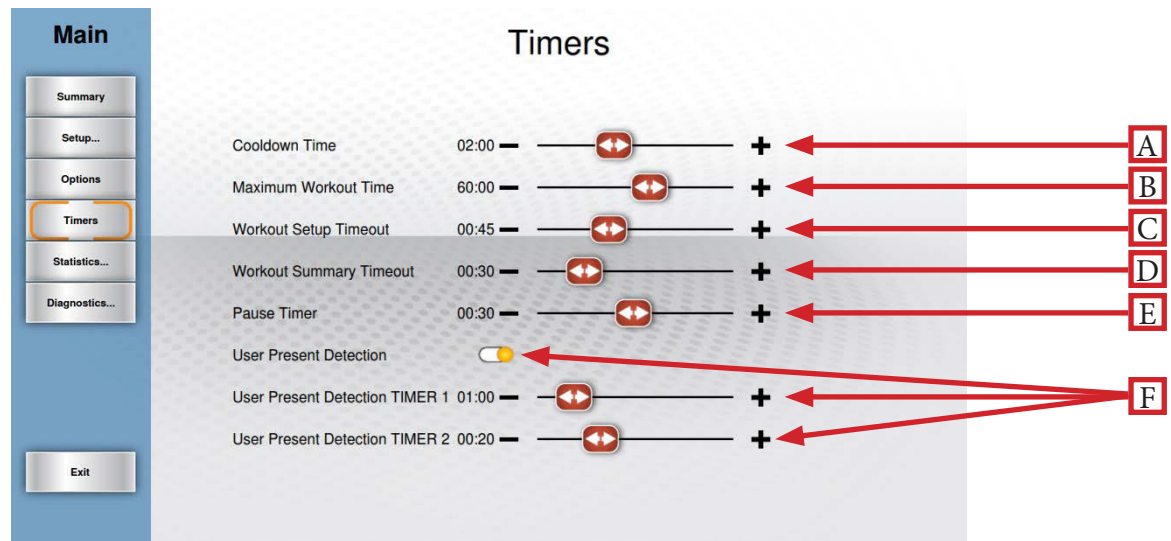 Main
Timers
Summary
Setup...
Options
Timers
Statistics...
Diagnostics...
Exit
Cooldown Time 02:00
Maximum Workout Time 60:00
Workout Setup Timeout 00:45
Workout Summary Timeout 00:30
Pause Timer 00:30
User Present Detection
User Present Detection TIMER 1 01:00
User Present Detection TIMER 2 00:20
A
B
C
D
E
F